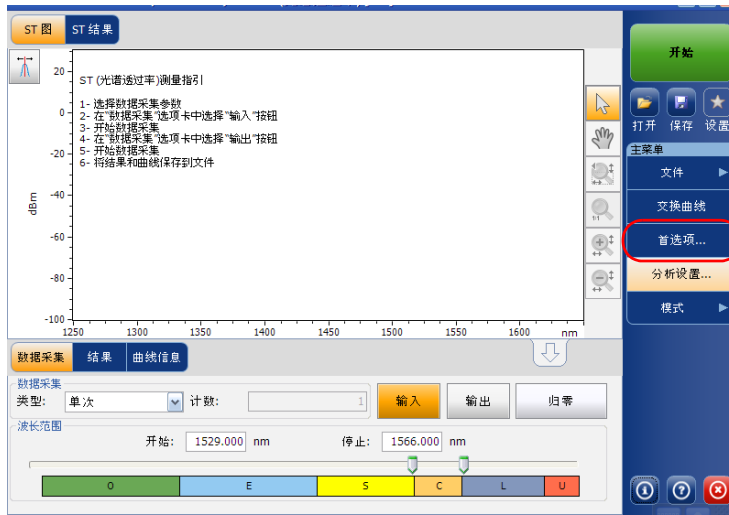 ST 图 ST 结果
开始
20
0
-20
-40
-60
-80
-100
dBm
ST (光谱透过率)测量指引
1- 选择数据采集参数
2- 在"数据采集"选项卡中选择"输入"按钮
3- 开始数据采集
4- 在"数据采集"选项卡中选择"输出"按钮
5- 开始数据采集
6- 将结果和曲线保存到文件
1250 1300 1350 1400 1450 1500 1550 1600 nm
1:1
打开 保存 设置
主菜单
文件
交换曲线
首选项...
分析设置...
模式
数据采集 结果 曲线信息
数据采集
类型: 单次 计数: 1 输入 输出 归零
波长范围
开始: 1529.000 nm 停止: 1566.000 nm
O E S C L U